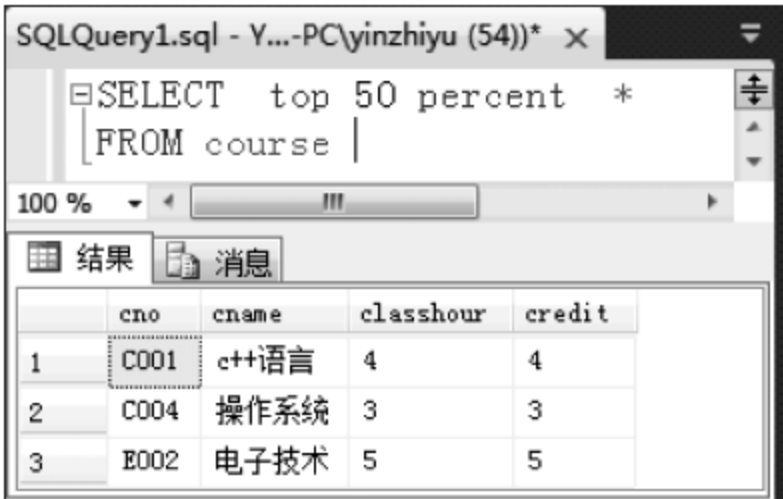 SQLQuery1.sql - Y...-PC\yinzhiyu (54))*
SELECT top 50 percent *
FROM course
100 %
结果 消息
cno cname classhour credit
1 C001 c++语言 4 4
2 C004 操作系统 3 3
3 E002 电子技术 5 5